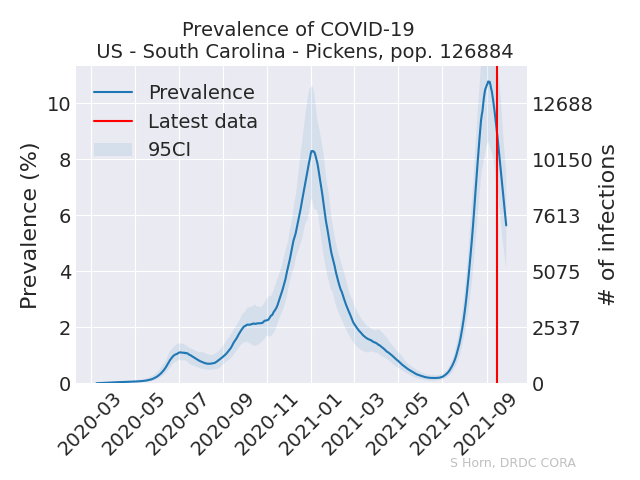 Prevalence of COVID-19
US - South Carolina - Pickens, pop. 126884
Prevalence
Latest data
95CI
Prevalence (%)
10
8
6
4
2
0
12688
10150
7613
5075
2537
0
# of infections
2020-03
2020-05
2020-07
2020-09
2020-11
2021-01
2021-03
2021-05
2021-07
2021-09
S Horn, DRDC CORA